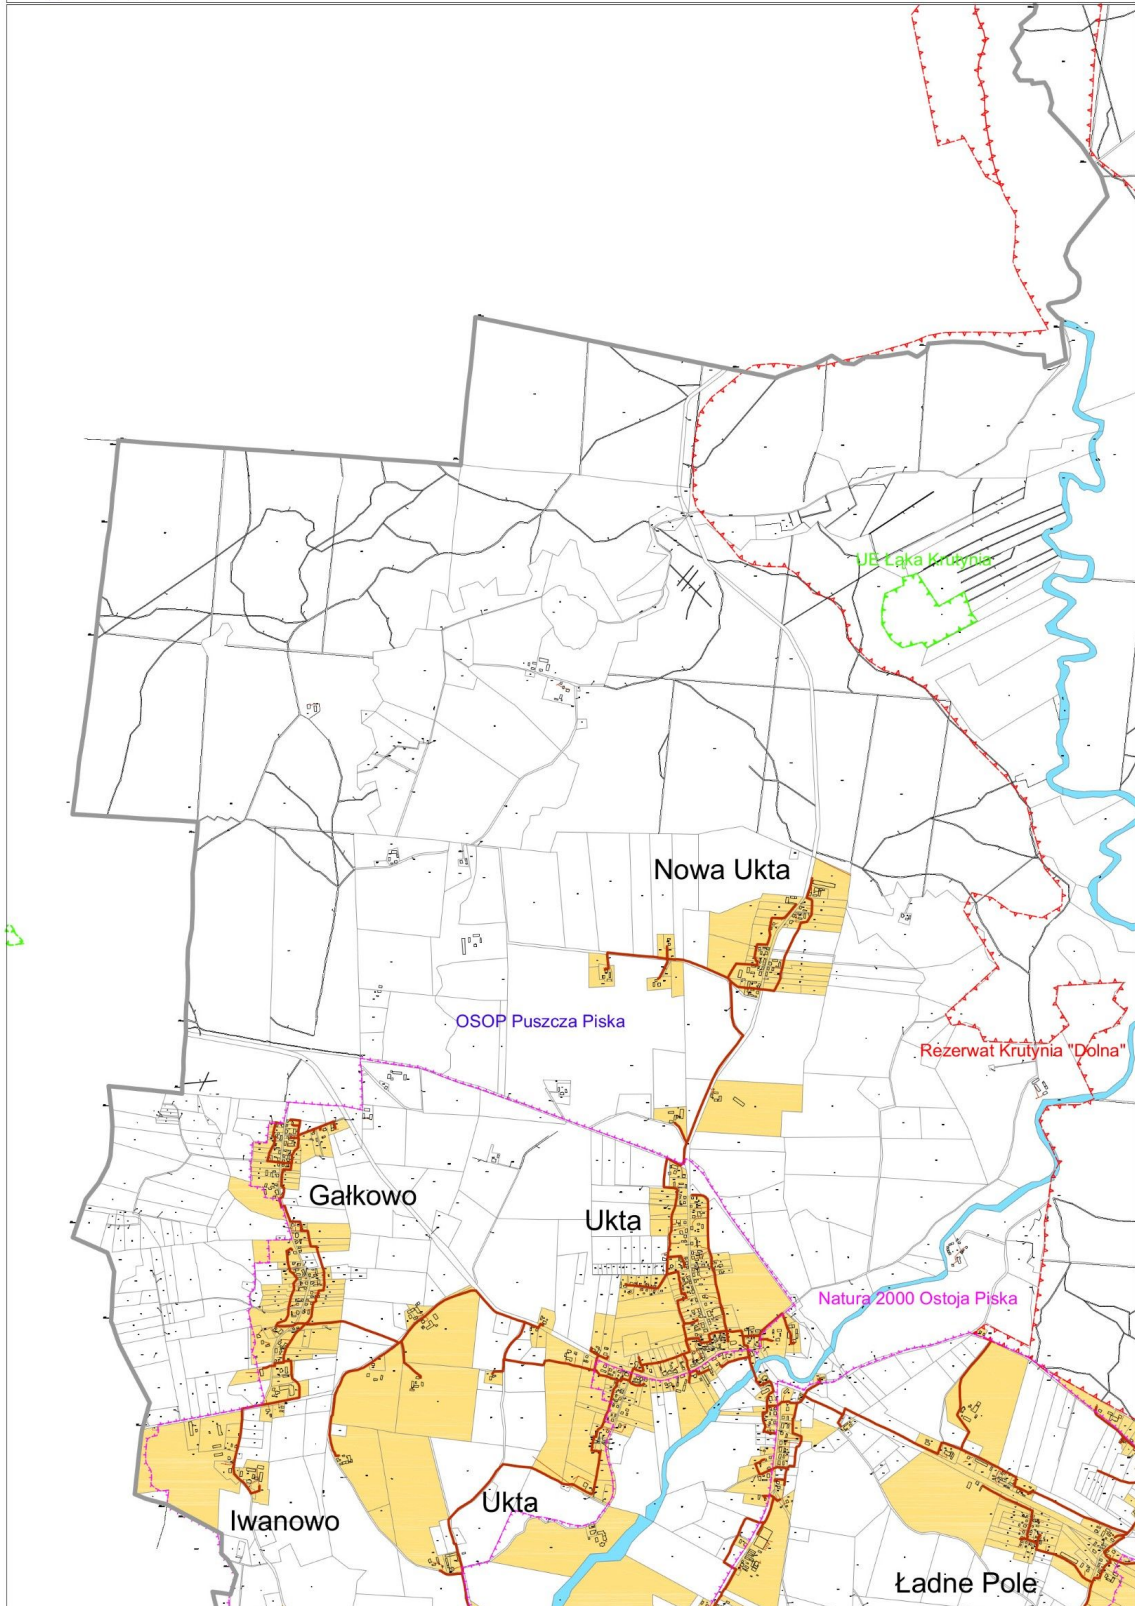 UE Łąka Krutynia
Nowa Ukta
OSOP Puszcza Piska
Rezerwat Krutynia "Dolna"
Gałkowo
Ukta
Natura 2000 Ostoja Piska
Ukta
Iwanowo
Ładne Pole